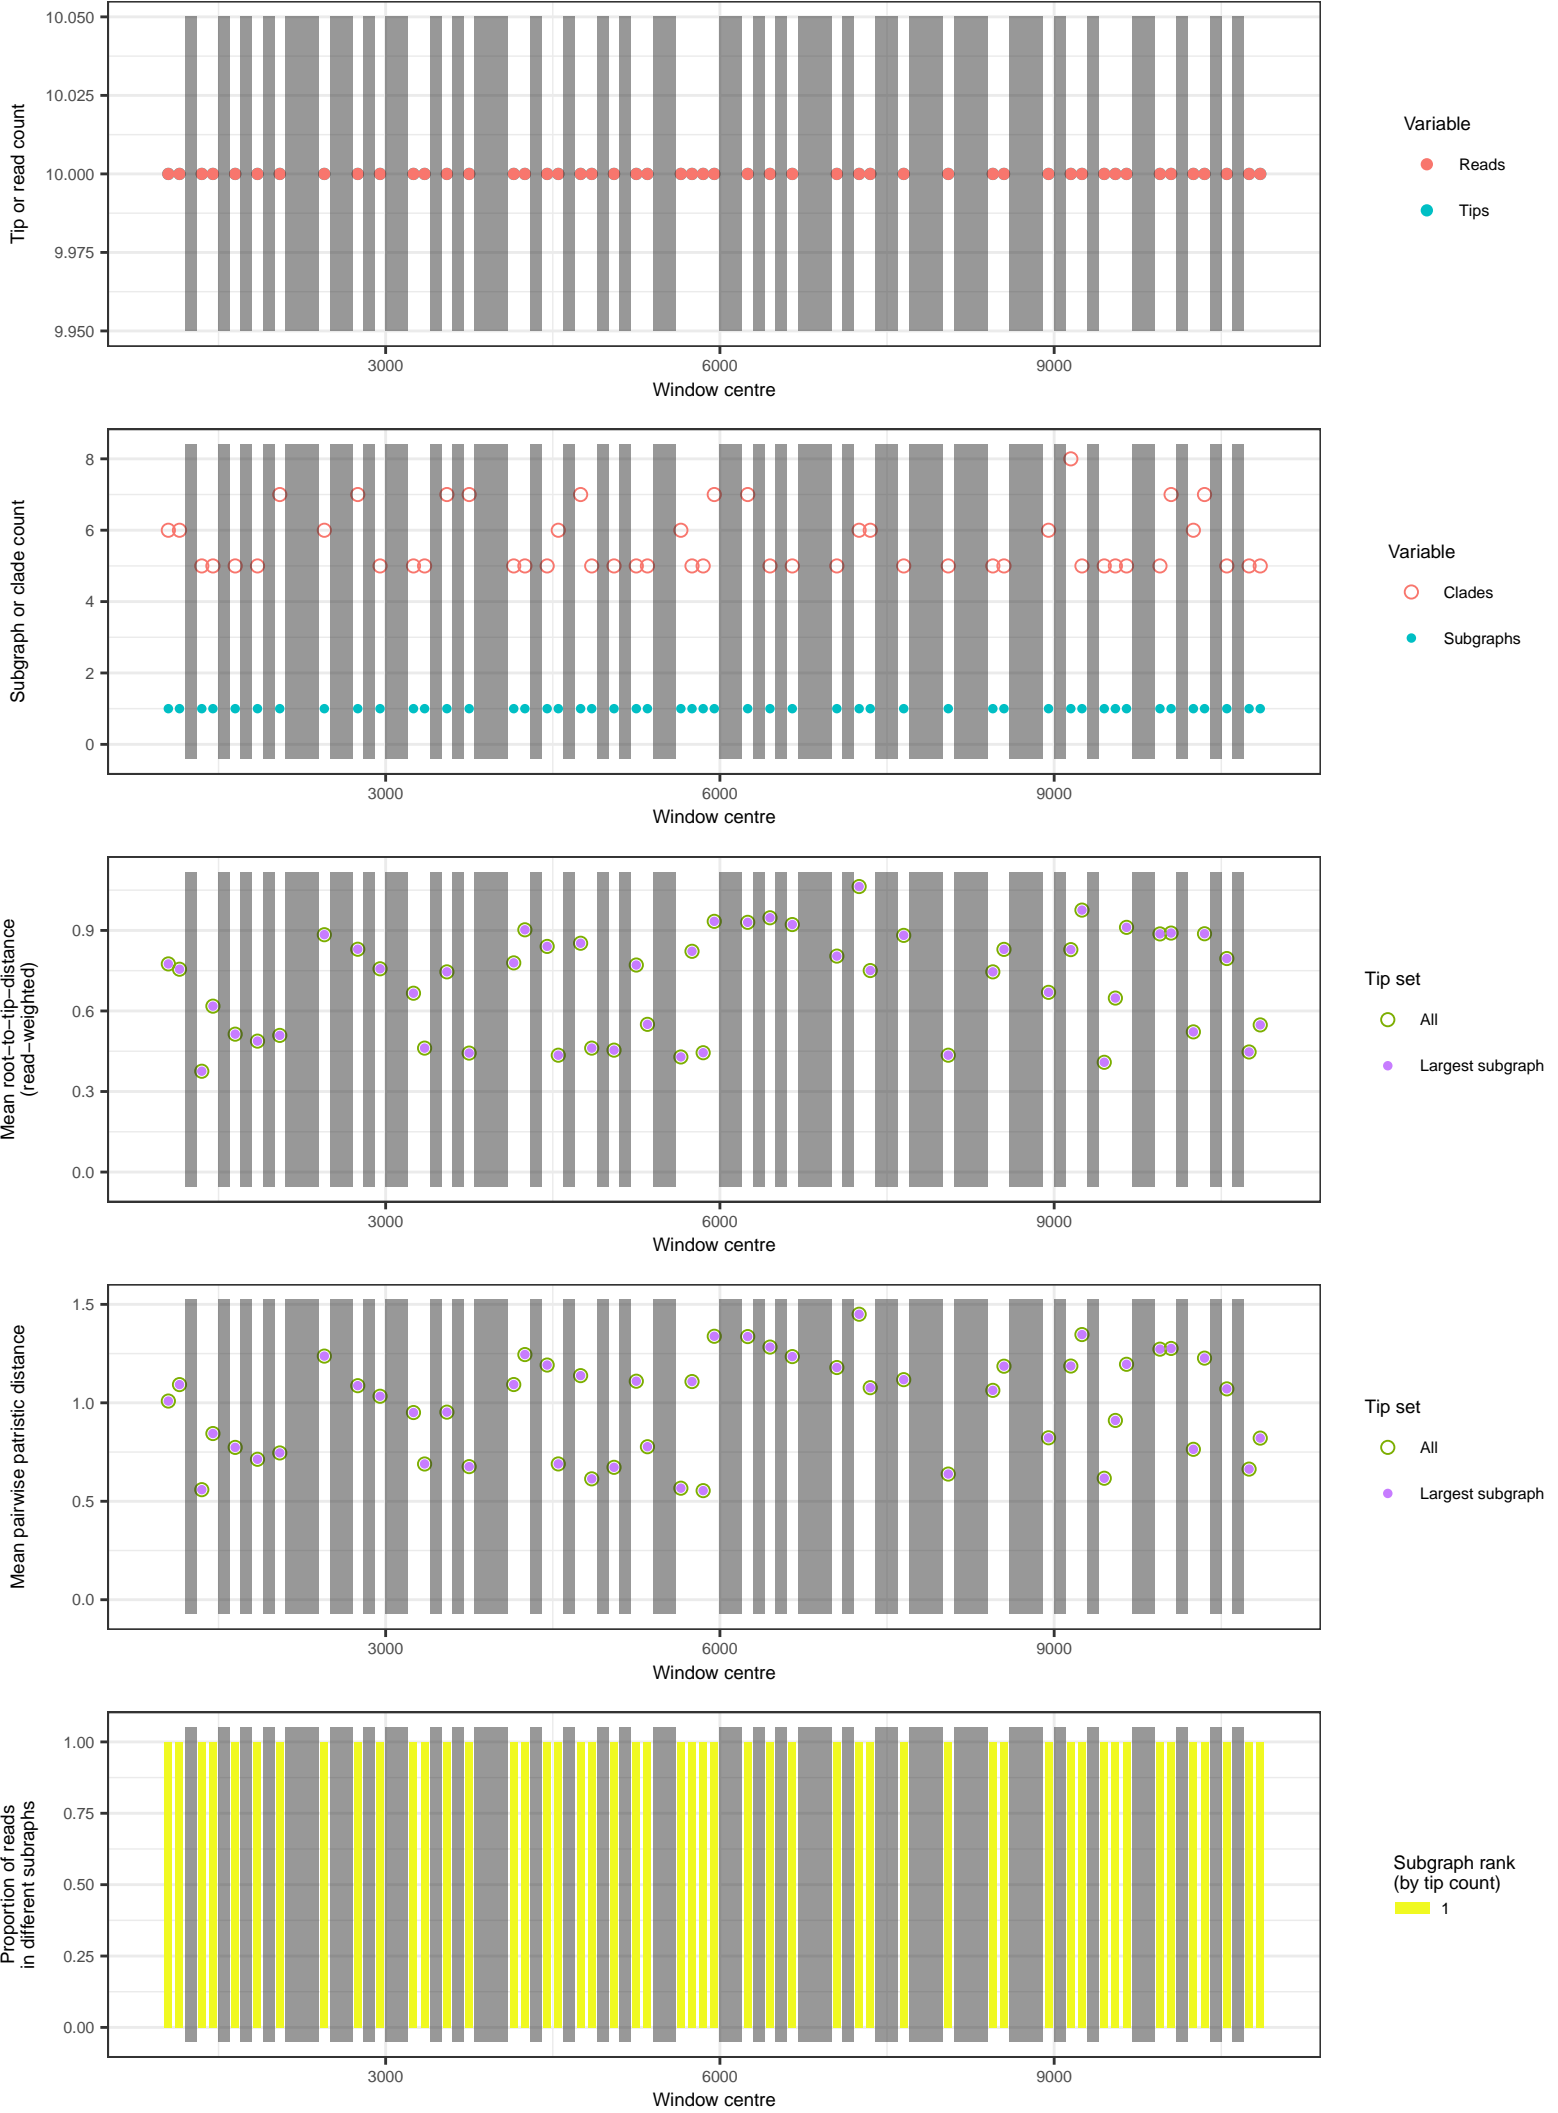 10.050
10.025
10.000
9.975
9.950
Tip or read count
3000
6000
9000
Window centre
Variable
Reads
Tips
8
6
4
2
0
Subgraph or clade count
3000
6000
9000
Window centre
Variable
Clades
Subgraphs
0.9
0.6
0.3
0.0
Mean root−to−tip−distance
(read−weighted)
3000
6000
9000
Window centre
Tip set
All
Largest subgraph
1.5
1.0
0.5
0.0
Mean pairwise patristic distance
3000
6000
9000
Window centre
Tip set
All
Largest subgraph
1.00
0.75
0.50
0.25
0.00
Proportion of reads
in different subraphs
3000
6000
9000
Window centre
Subgraph rank
(by tip count)
1